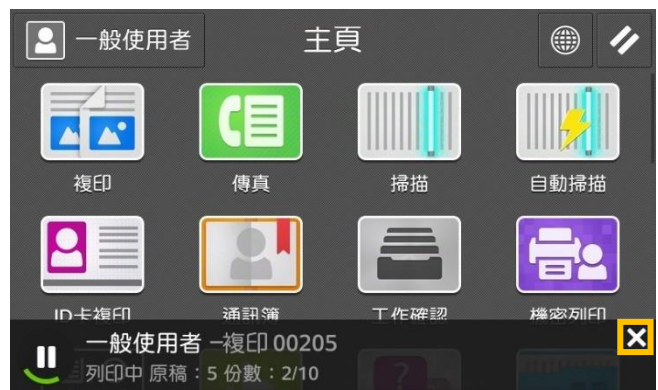 一般使用者
主頁
複印
傳真
掃描
自動掃描
ID卡複印
通訊簿
工作確認
機密列印
一般使用者 –複印 00205
列印中 原稿：5 份數：2/10